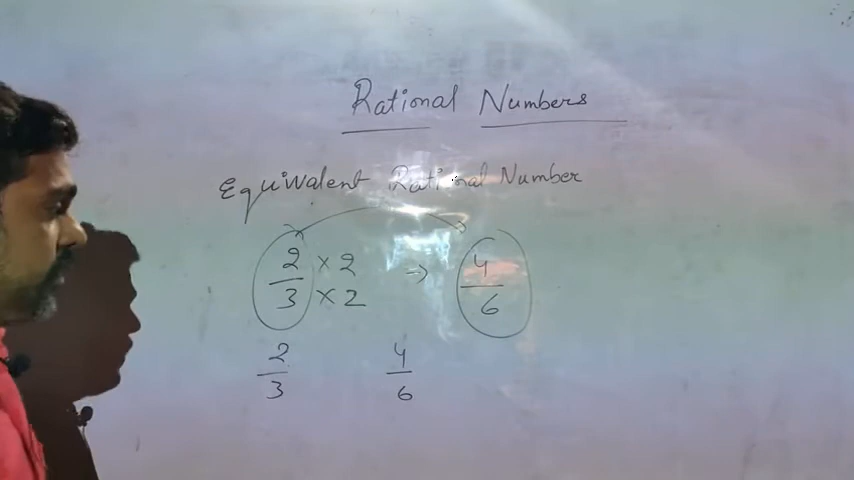 Rational Numbers
Equivalent Rational Number
2/3 × 2 / × 2 → 4/6
2/3 4/6